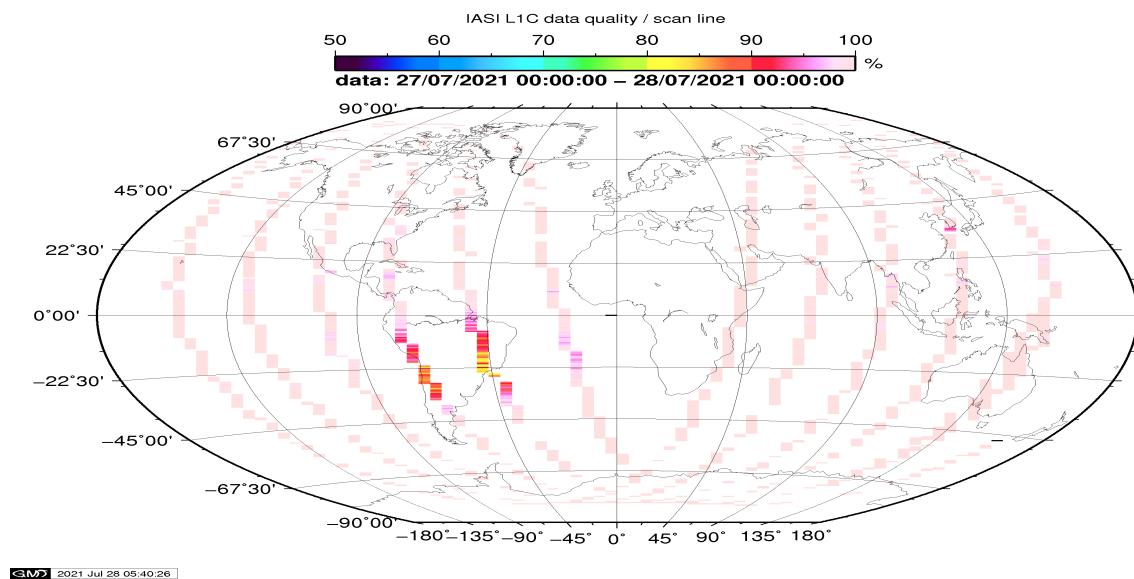 IASI L1C data quality / scan line
50 60 70 80 90 100
%
data: 27/07/2021 00:00:00 – 28/07/2021 00:00:00
90°00'
67°30'
45°00'
22°30'
0°00'
−22°30'
−45°00'
−67°30'
−90°00'
−180° −135° −90° −45° 0° 45° 90° 135° 180°
GMD 2021 Jul 28 05:40:26